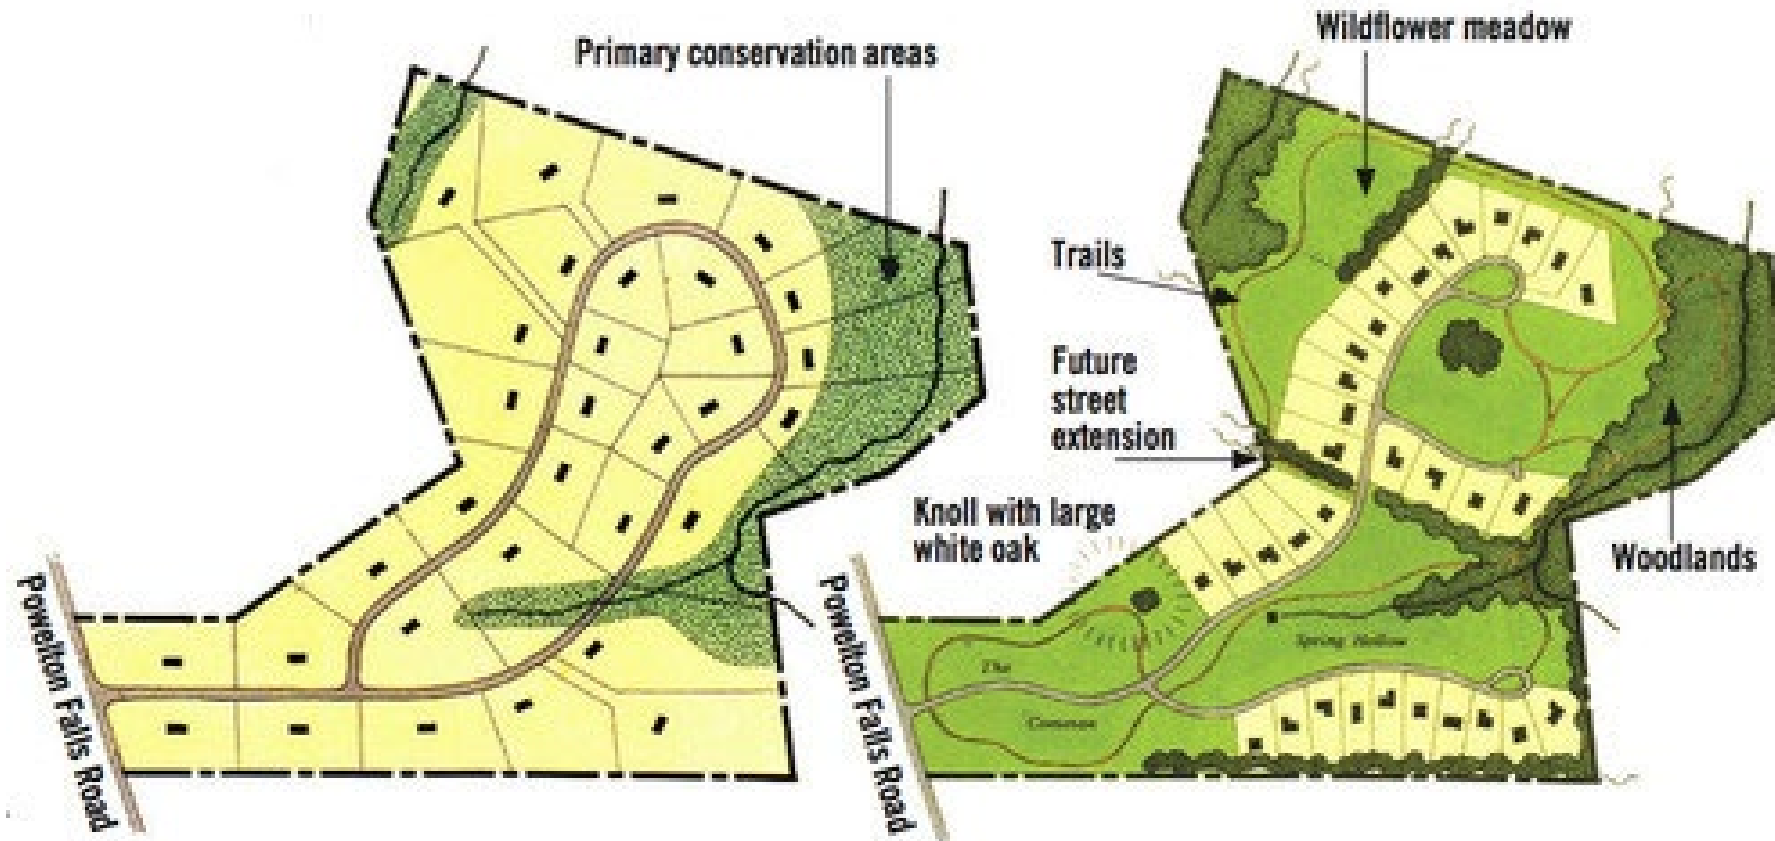 Primary conservation areas
Wildflower meadow
Trails
Future
street
extension
Knoll with large
white oak
Woodlands
Powelton Falls Road
Powelton Falls Road
The
Common
Spring Hollow